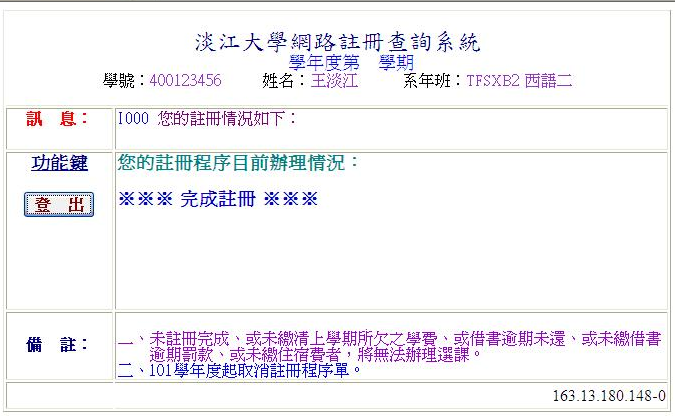 淡江大學網路註冊查詢系統
學年度第　學期
學號：400123456　姓名：王淡江　系年班：TFSXB2 西語二
訊　息：
I000 您的註冊情況如下：
功能鍵
登　出
您的註冊程序目前辦理情況：
※※※ 完成註冊 ※※※
備　註：
一、未註冊完成、或未繳清上學期所欠之學費、或借書逾期未還、或未繳借書
逾期罰款、或未繳住宿費者，將無法辦理選課。
二、101學年度起取消註冊程序單。
163.13.180.148-0